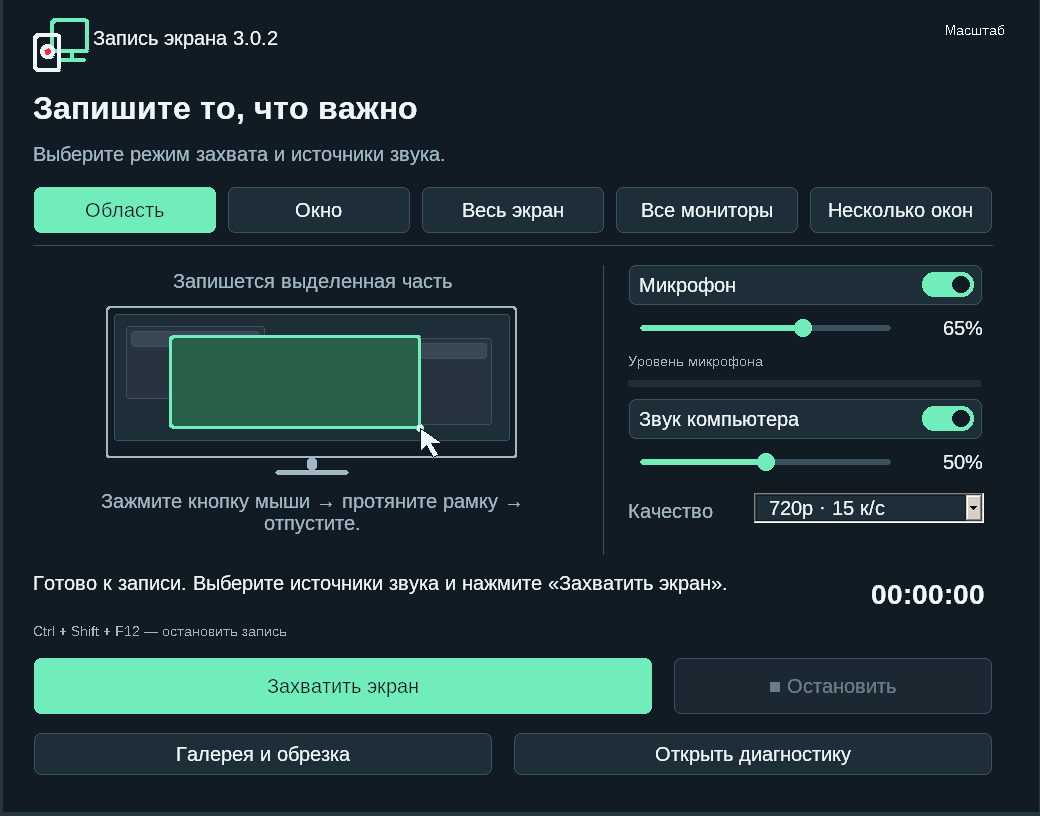 Запись экрана 3.0.2
Масштаб
Запишите то, что важно
Выберите режим захвата и источники звука.
Область
Окно
Весь экран
Все мониторы
Несколько окон
Запишется выделенная часть
Зажмите кнопку мыши → протяните рамку →
отпустите.
Микрофон
65%
Уровень микрофона
Звук компьютера
50%
Качество
720p · 15 к/с
Готово к записи. Выберите источники звука и нажмите «Захватить экран».
00:00:00
Ctrl + Shift + F12 — остановить запись
Захватить экран
■ Остановить
Галерея и обрезка
Открыть диагностику